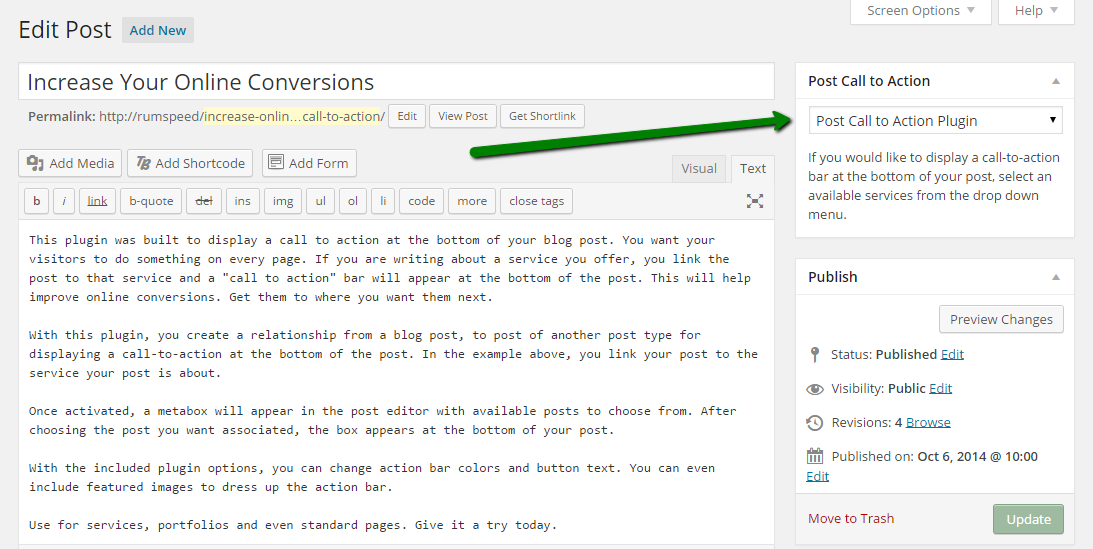 Screen Options Help
Edit Post Add New
Increase Your Online Conversions
Permalink: http://rumspeed/increase-onlin...call-to-action/ Edit View Post Get Shortlink
Add Media Add Shortcode Add Form
Visual Text
b i link b-quote del ins img ul ol li code more close tags
This plugin was built to display a call to action at the bottom of your blog post. You want your
visitors to do something on every page. If you are writing about a service you offer, you link the
post to that service and a "call to action" bar will appear at the bottom of the post. This will help
improve online conversions. Get them to where you want them next.
With this plugin, you create a relationship from a blog post, to post of another post type for
displaying a call-to-action at the bottom of the post. In the example above, you link your post to the
service your post is about.
Once activated, a metabox will appear in the post editor with available posts to choose from. After
choosing the post you want associated, the box appears at the bottom of your post.
With the included plugin options, you can change action bar colors and button text. You can even
include featured images to dress up the action bar.
Use for services, portfolios and even standard pages. Give it a try today.
Post Call to Action
Post Call to Action Plugin
If you would like to display a call-to-action
bar at the bottom of your post, select an
available services from the drop down
menu.
Publish
Preview Changes
Status: Published Edit
Visibility: Public Edit
Revisions: 4 Browse
Published on: Oct 6, 2014 @ 10:00
Edit
Move to Trash Update